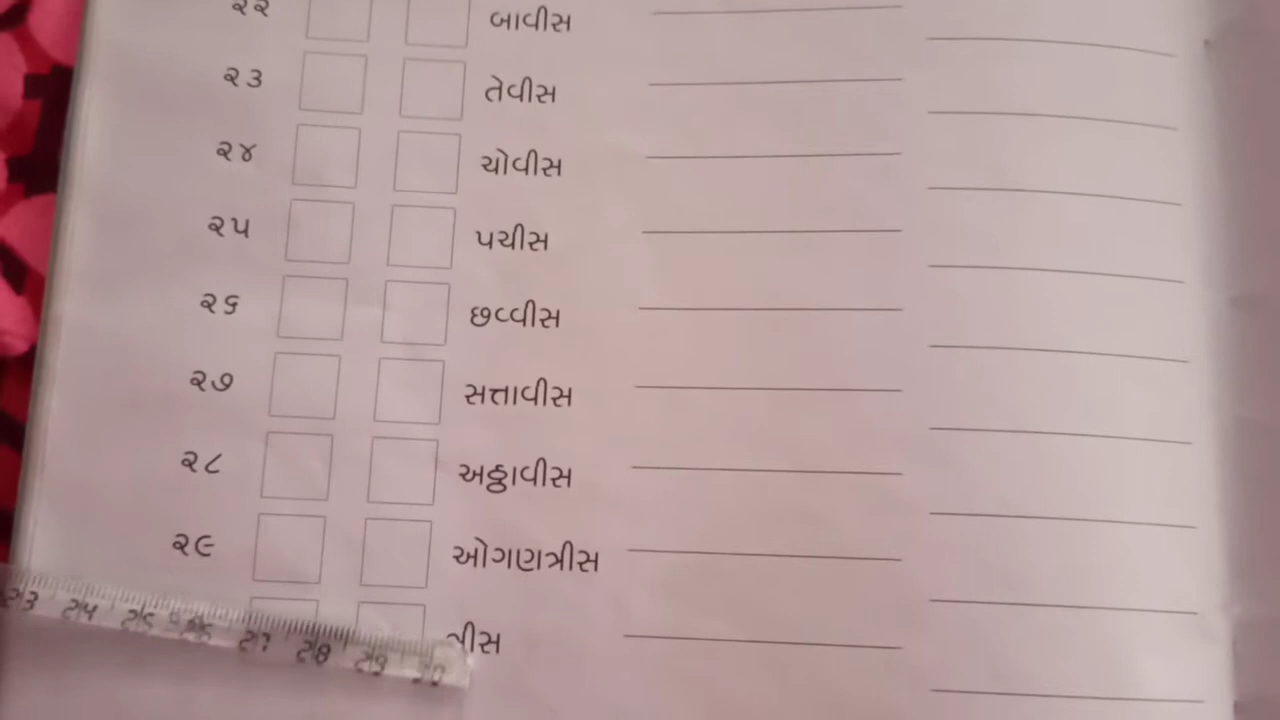 ૨૨ બાવીસ
૨૩ તેવીસ
૨૪ ચોવીસ
૨૫ પચીસ
૨૬ છવ્વીસ
૨૭ સત્તાવીસ
૨૮ અઠ્ઠાવીસ
૨૯ ઓગણત્રીસ
ત્રીસ
23 24 25 26 27 28 29 30